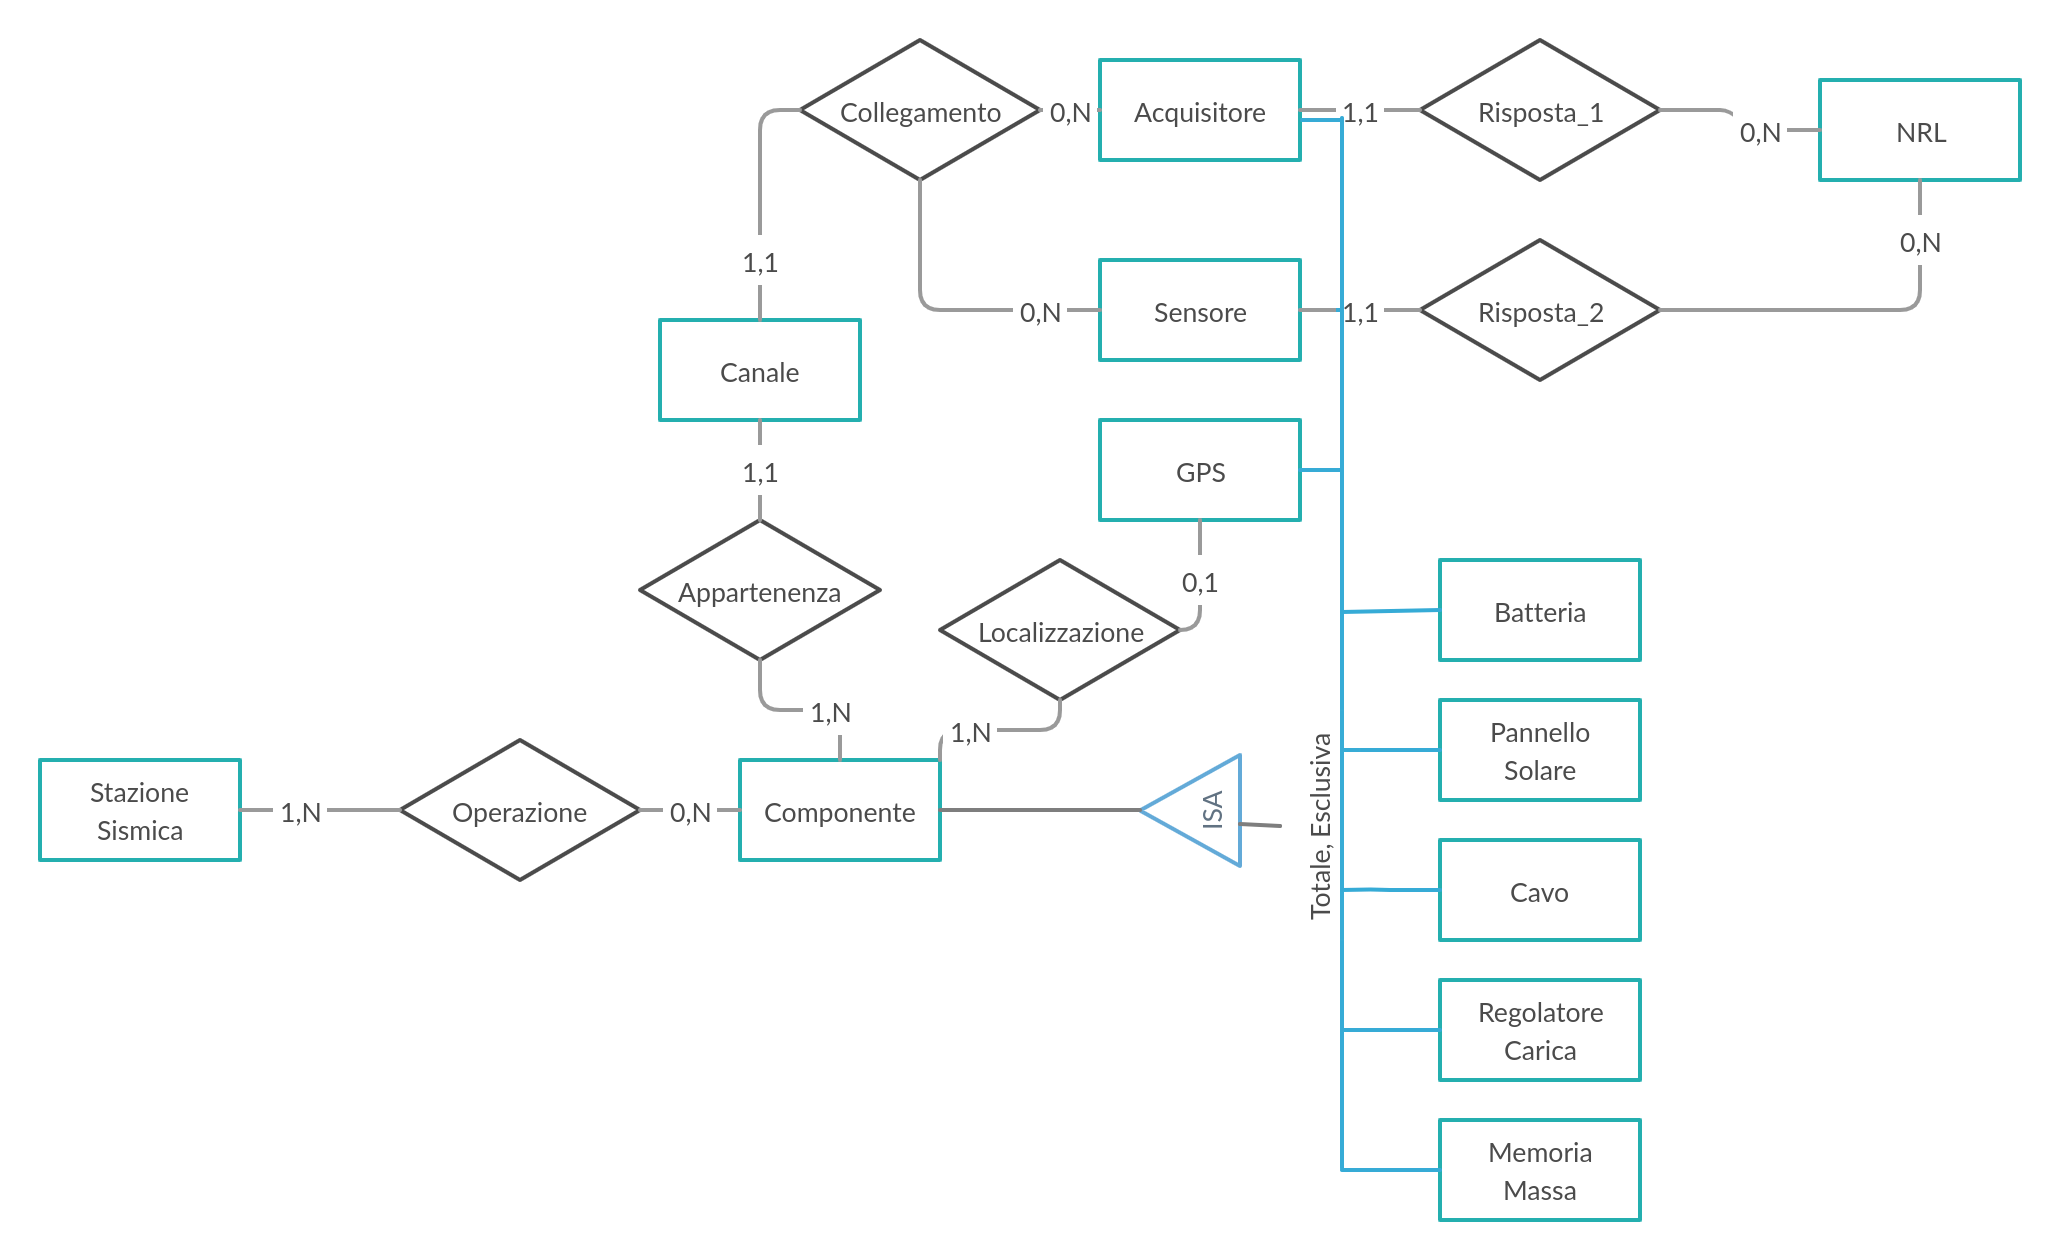 Collegamento
0,N
Acquisitore
1,1
Risposta_1
0,N
NRL
1,1
0,N
Sensore
1,1
Risposta_2
0,N
Canale
1,1
GPS
Appartenenza
0,1
Localizzazione
1,N
1,N
Stazione
Sismica
1,N
Operazione
0,N
Componente
ISA
Totale, Esclusiva
Batteria
Pannello
Solare
Cavo
Regolatore
Carica
Memoria
Massa